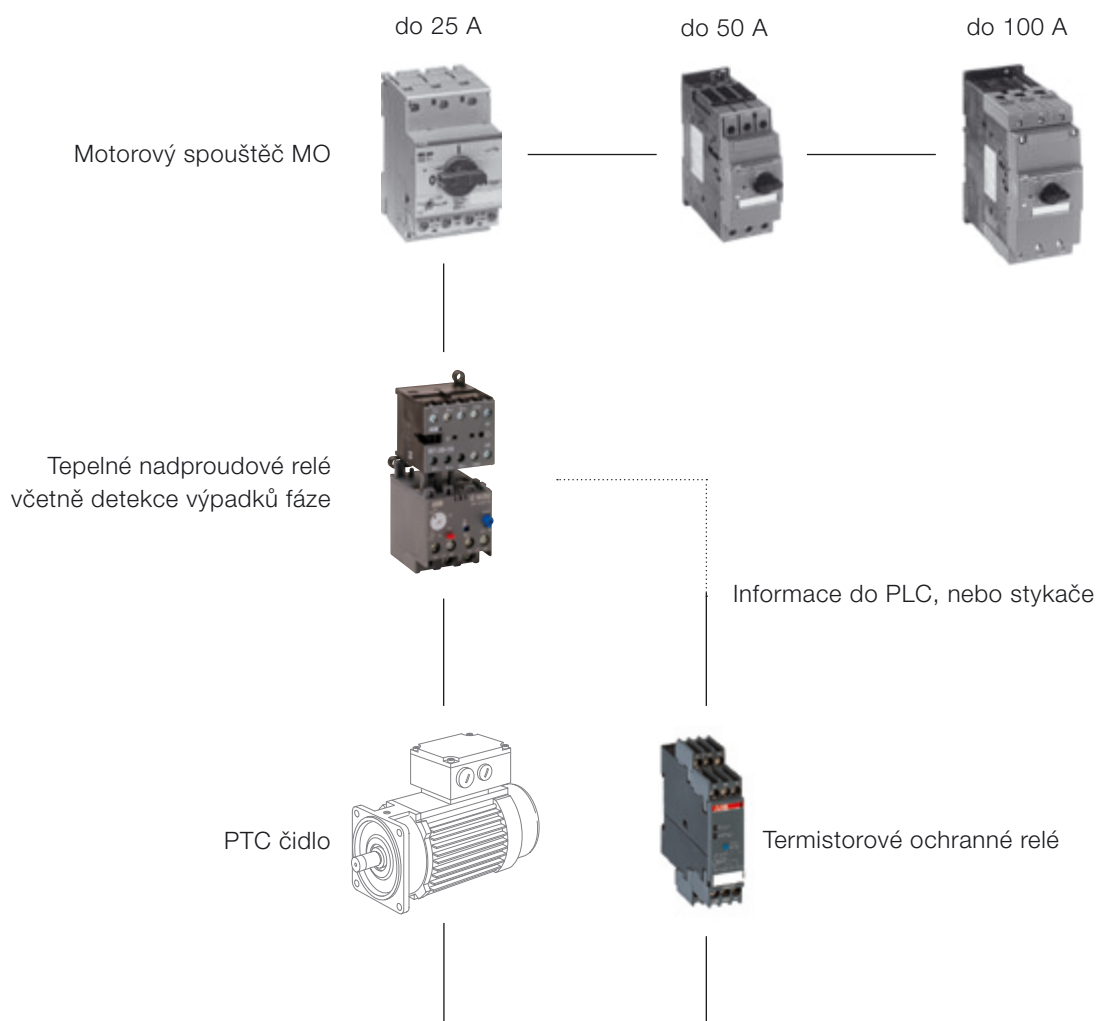 do 25 A
do 50 A
do 100 A
Motorový spouštěč MO
Tepelné nadproudové relé
včetně detekce výpadků fáze
Informace do PLC, nebo stykače
PTC čidlo
Termistorové ochranné relé
ABB